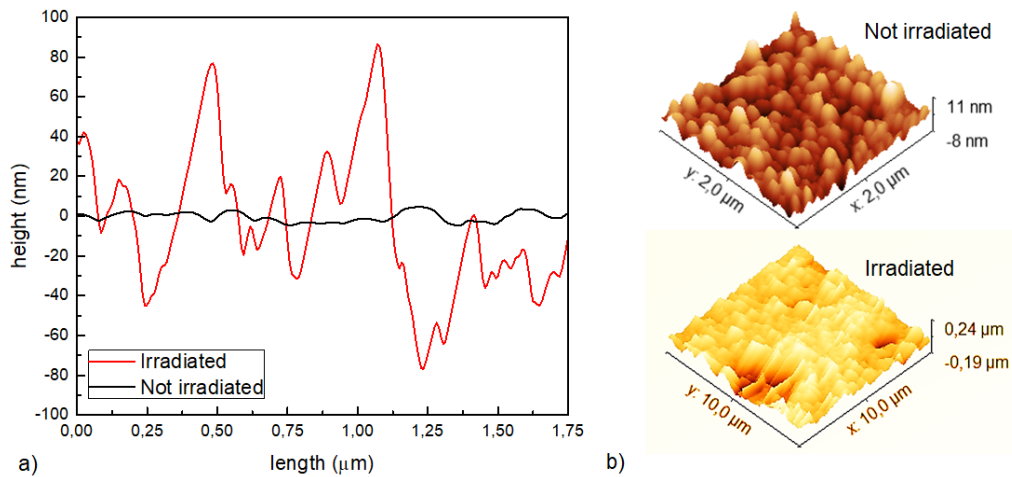 100
80
60
40
20
0
-20
-40
-60
-80
-100
height (nm)
Irradiated
Not irradiated
0,00 0,25 0,50 0,75 1,00 1,25 1,50 1,75
length (μm)
a)
Not irradiated
11 nm
-8 nm
y: 2,0 μm
x: 2,0 μm
Irradiated
0,24 μm
-0,19 μm
y: 10,0 μm
x: 10,0 μm
b)